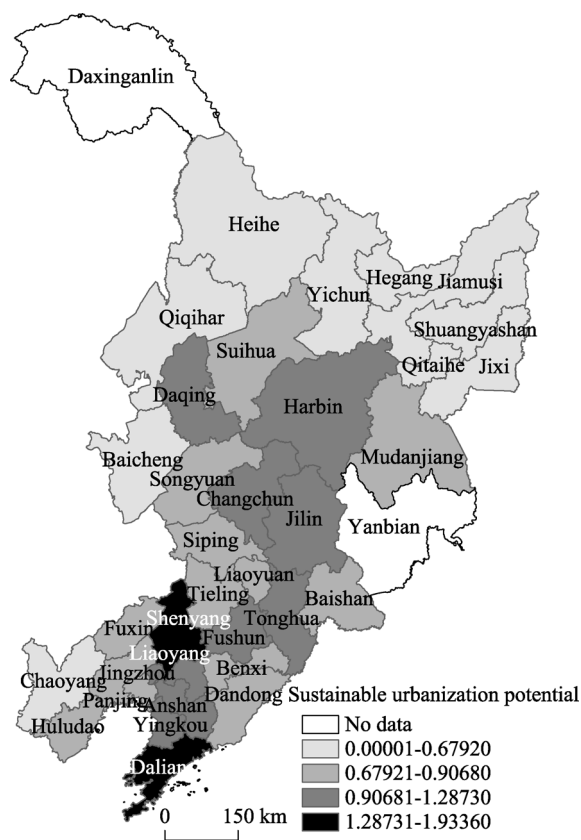 Daxinganlin
Heihe
Hegang
Jiamusi
Yichun
Qiqihar
Shuangyashan
Suihua
Qitaihe
Jixi
Daqing
Harbin
Mudanjiang
Baicheng
Songyuan
Changchun
Jilin
Yanbian
Siping
Liaoyuan
Tieling
Baishan
Shenyang
Tonghua
Fuxin
Fushun
Liaoyang
Benxi
Jingzhou
Chaoyang
Dandong
Panjing
Anshan
Huludao
Yingkou
Dalian
Sustainable urbanization potential
No data
0.00001-0.67920
0.67921-0.90680
0.90681-1.28730
1.28731-1.93360
0 150 km